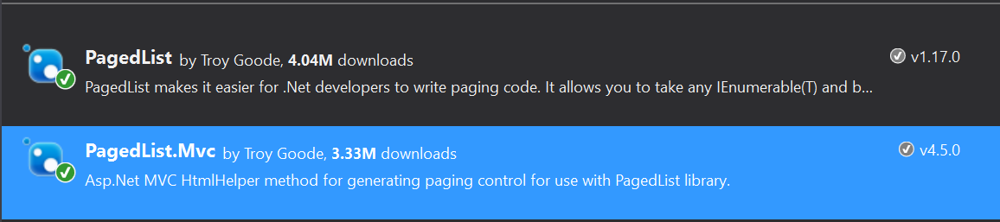 PagedList by Troy Goode, 4.04M downloads v1.17.0
PagedList makes it easier for .Net developers to write paging code. It allows you to take any IEnumerable(T) and b...
PagedList.Mvc by Troy Goode, 3.33M downloads v4.5.0
Asp.Net MVC HtmlHelper method for generating paging control for use with PagedList library.